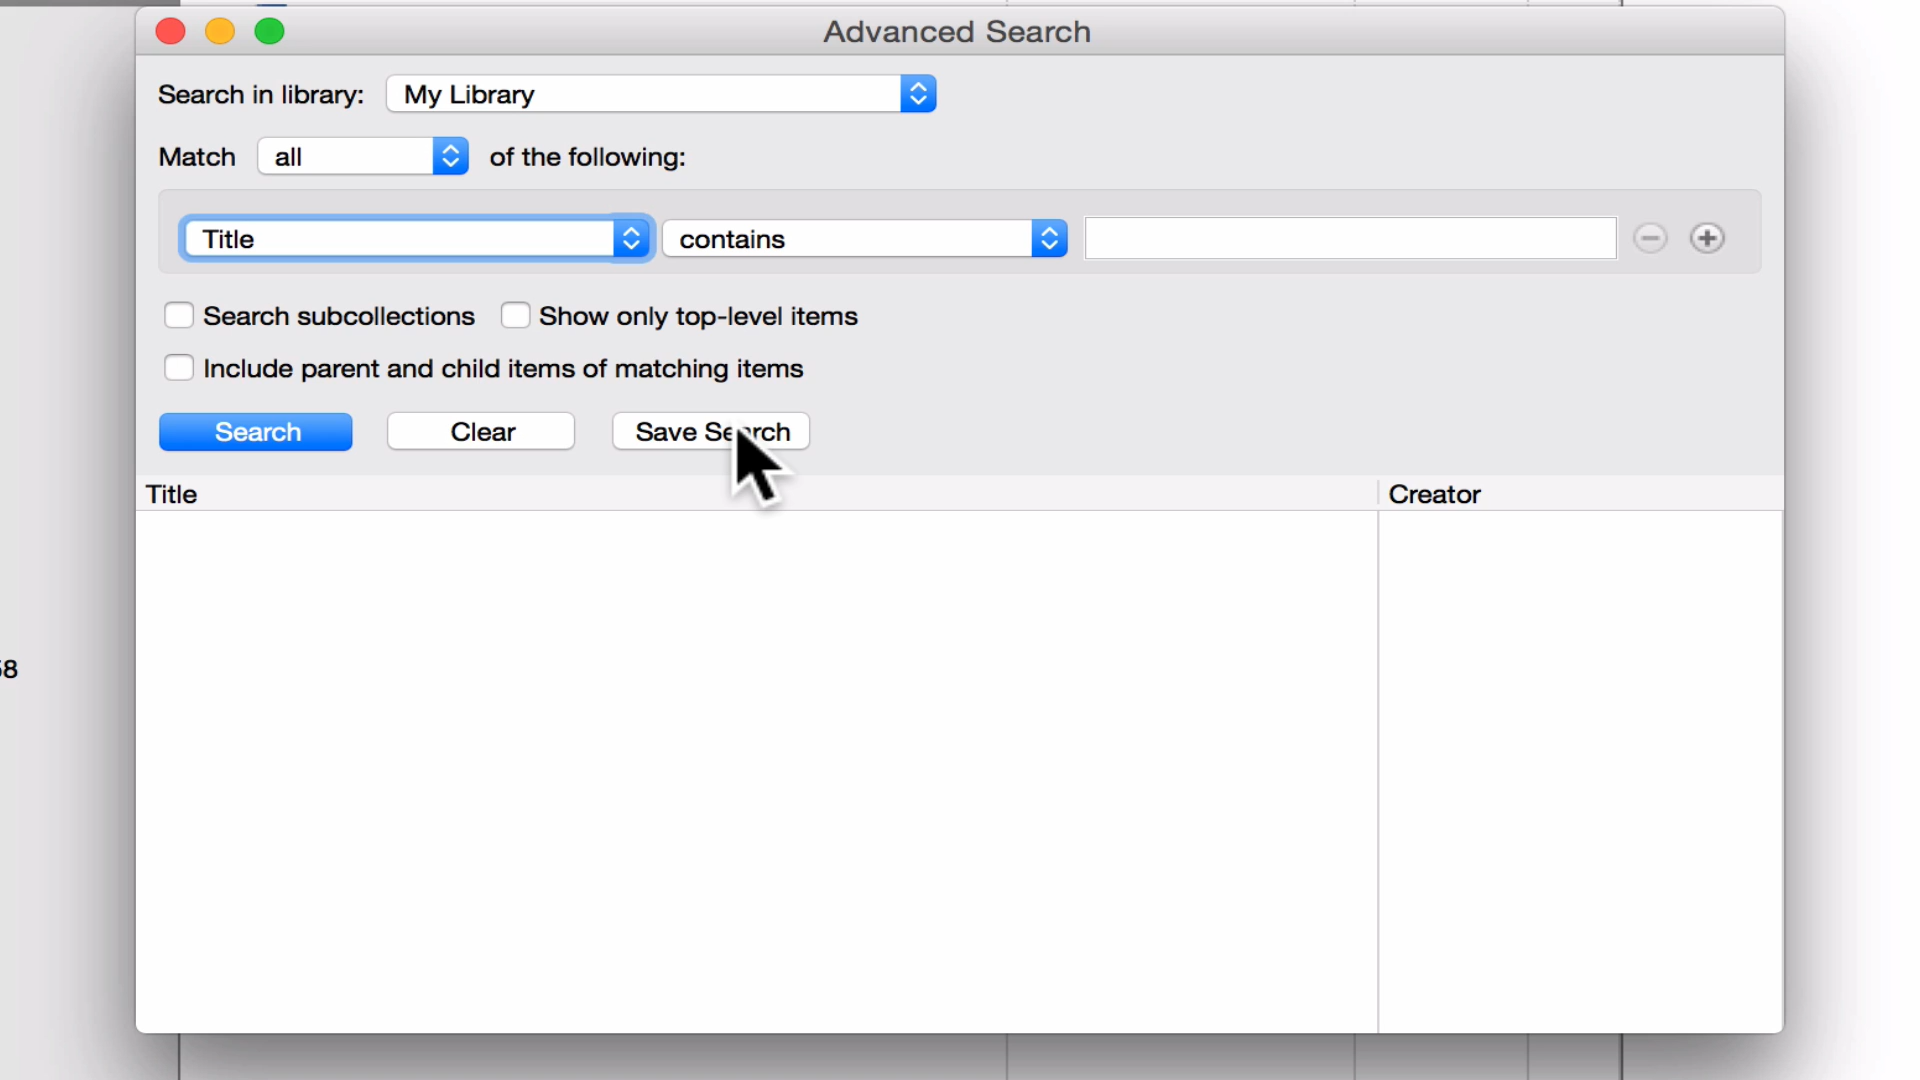 Advanced Search
Search in library: My Library
Match all of the following:
Title contains
Search subcollections Show only top-level items
Include parent and child items of matching items
Search Clear Save Search
Title Creator
8